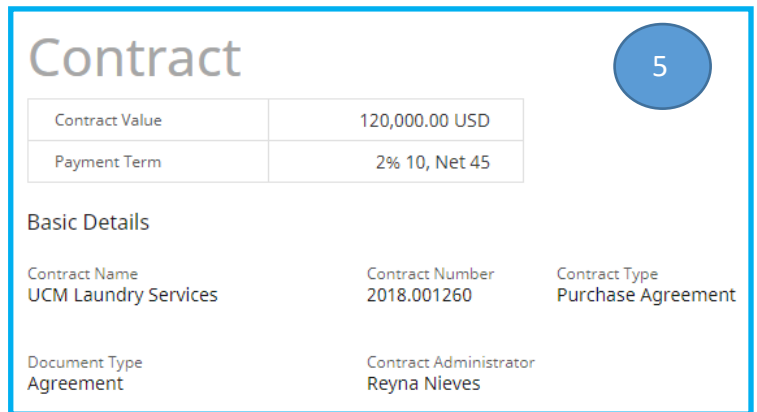 Contract
5
Contract Value 120,000.00 USD
Payment Term 2% 10, Net 45
Basic Details
Contract Name Contract Number Contract Type
UCM Laundry Services 2018.001260 Purchase Agreement
Document Type Contract Administrator
Agreement Reyna Nieves